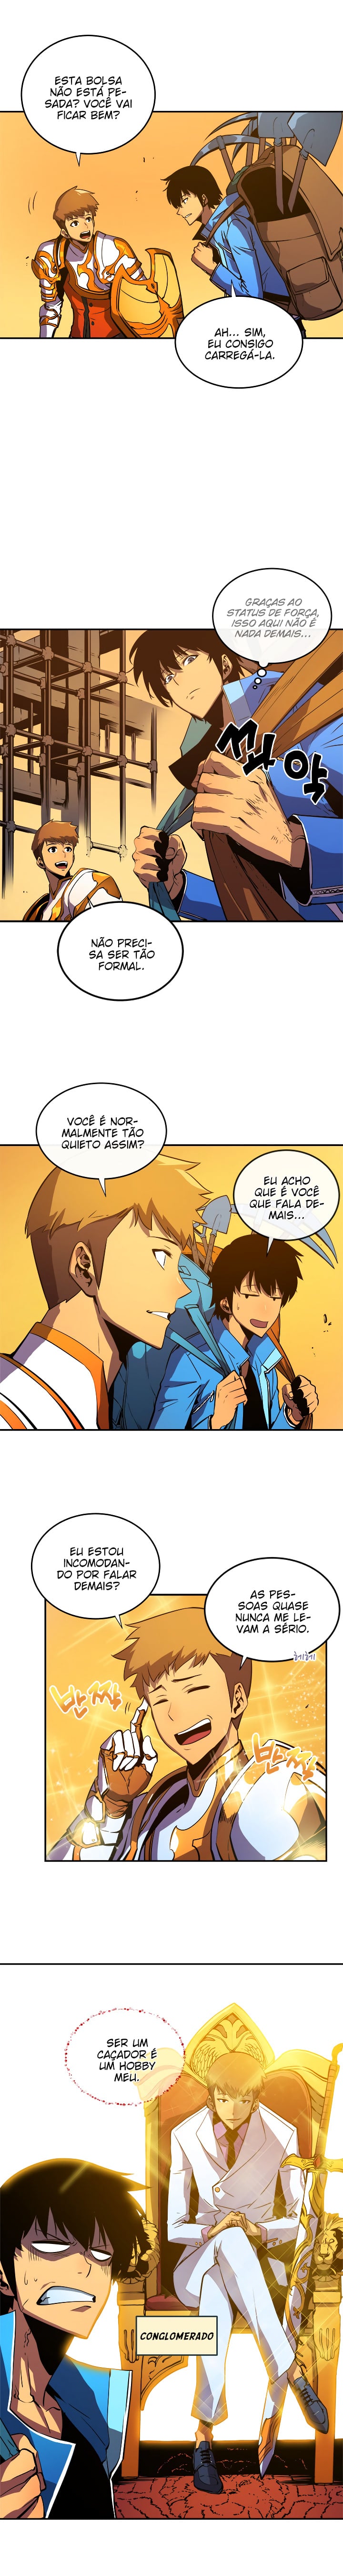 ESTA BOLSA
NÃO ESTÁ PE-
SADA? VOCÊ VAI
FICAR BEM?
AH... SIM,
EU CONSIGO
CARREGÁ-LA.
GRAÇAS AO
STATUS DE FORÇA,
ISSO AQUI NÃO É
NADA DEMAIS...
NÃO PRECI-
SA SER TÃO
FORMAL.
VOCÊ É NOR-
MALMENTE TÃO
QUIETO ASSIM?
EU ACHO
QUE É VOCÊ
QUE FALA DE-
MAIS...
EU ESTOU
INCOMODAN-
DO POR FALAR
DEMAIS?
AS PES-
SOAS QUASE
NUNCA ME LE-
VAM A SÉRIO.
헤헤
반짝
반짝
SER UM
CAÇADOR É
UM HOBBY
MEU.
CONGLOMERADO